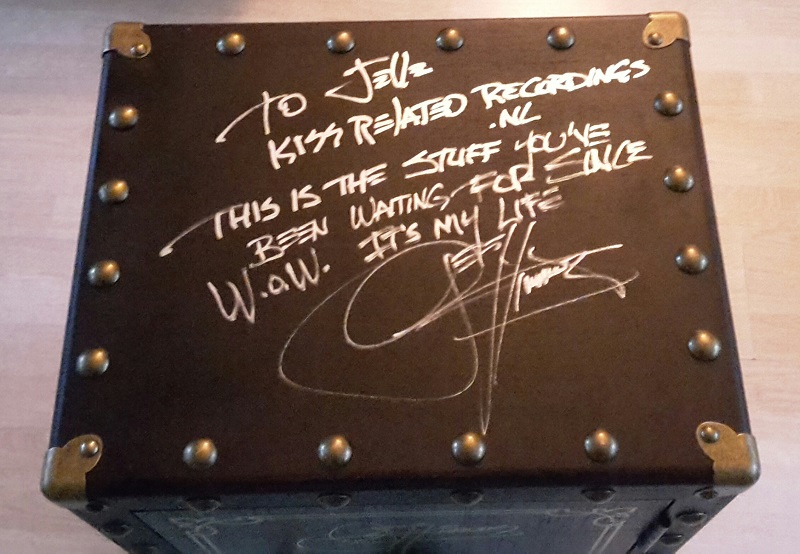 TO JELLE
KISS RELATED RECORDINGS
.NL
THIS IS THE STUFF YOU'VE
BEEN WAITING FOR SINCE
W.O.W. IT'S MY LIFE
ETC!